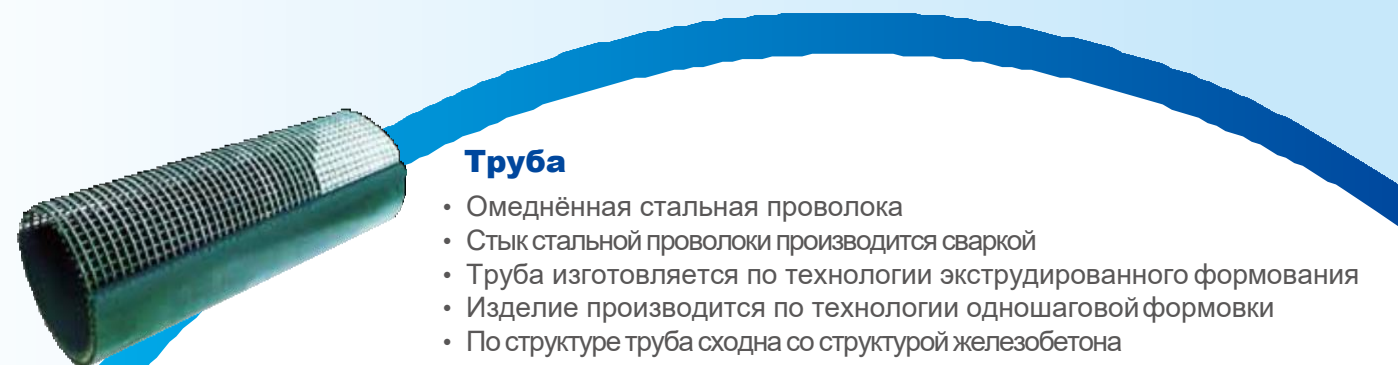 Труба
• Омеднённая стальная проволока
• Стык стальной проволоки производится сваркой
• Труба изготовляется по технологии экструдированного формования
• Изделие производится по технологии одношаговой формовки
• По структуре труба сходна со структурой железобетона